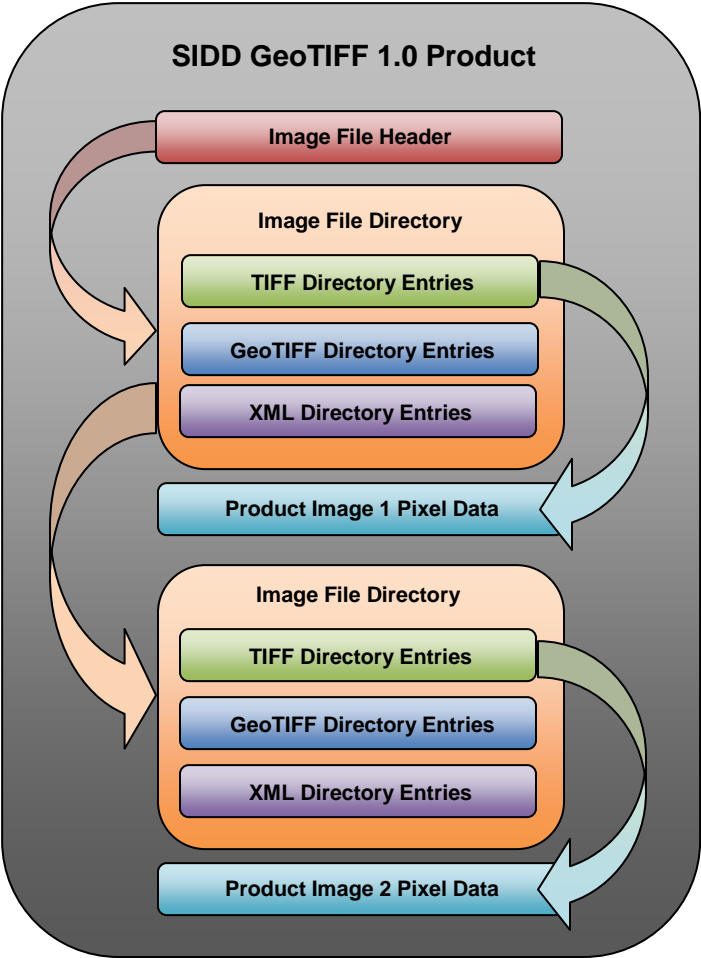 SIDD GeoTIFF 1.0 Product
Image File Header
Image File Directory
TIFF Directory Entries
GeoTIFF Directory Entries
XML Directory Entries
Product Image 1 Pixel Data
Image File Directory
TIFF Directory Entries
GeoTIFF Directory Entries
XML Directory Entries
Product Image 2 Pixel Data